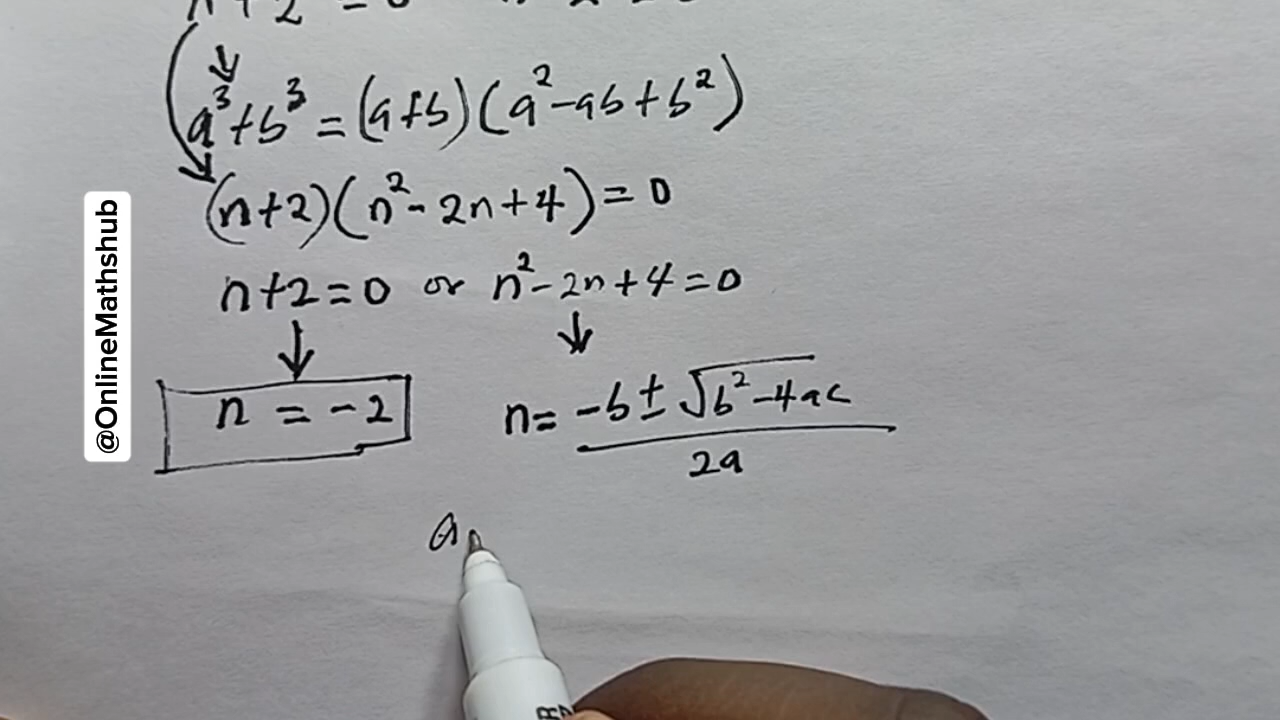 a³+b³=(a+b)(a²-ab+b²)
(n+2)(n²-2n+4)=0
n+2=0 or n²-2n+4=0
n = -2
n= -b±√b²-4ac
2a
a
@OnlineMathshub